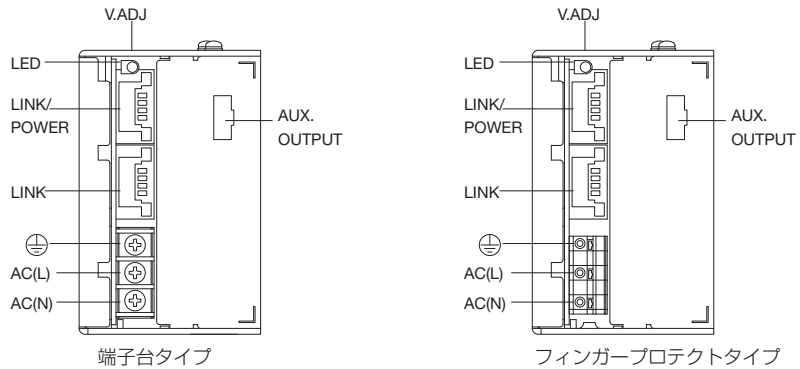 V.ADJ
LED
LINK/
POWER
LINK
AC(L)
AC(N)
AUX.
OUTPUT
端子台タイプ
V.ADJ
LED
LINK/
POWER
LINK
AC(L)
AC(N)
AUX.
OUTPUT
フィンガープロテクトタイプ